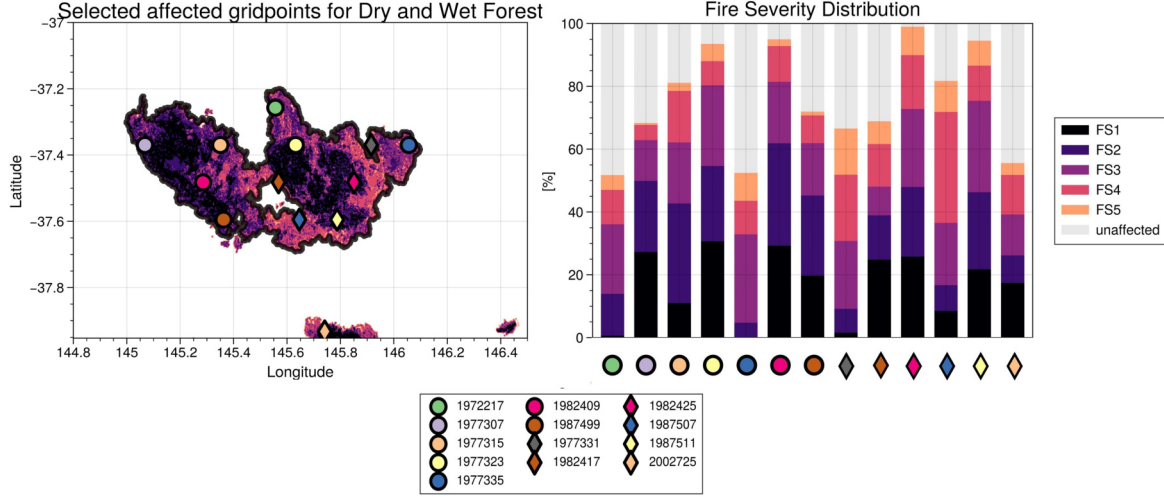 Selected affected gridpoints for Dry and Wet Forest
−37
−37.2
−37.4
−37.6
−37.8
Latitude
144.8 145 145.2 145.4 145.6 145.8 146 146.2 146.4
Longitude
Fire Severity Distribution
100
80
60
40
20
0
[%]
FS1
FS2
FS3
FS4
FS5
unaffected
1972217 1982409 1982425
1977307 1987499 1987507
1977315 1977331 1987511
1977323 1982417 2002725
1977335